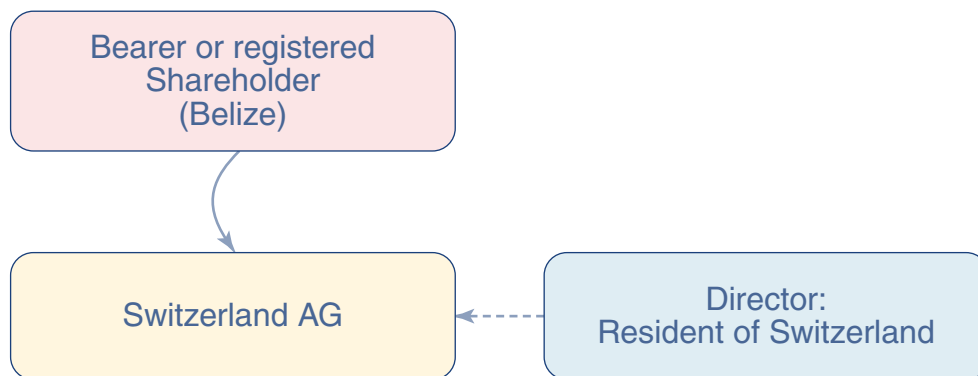 Bearer or registered
Shareholder
(Belize)
Switzerland AG
Director:
Resident of Switzerland